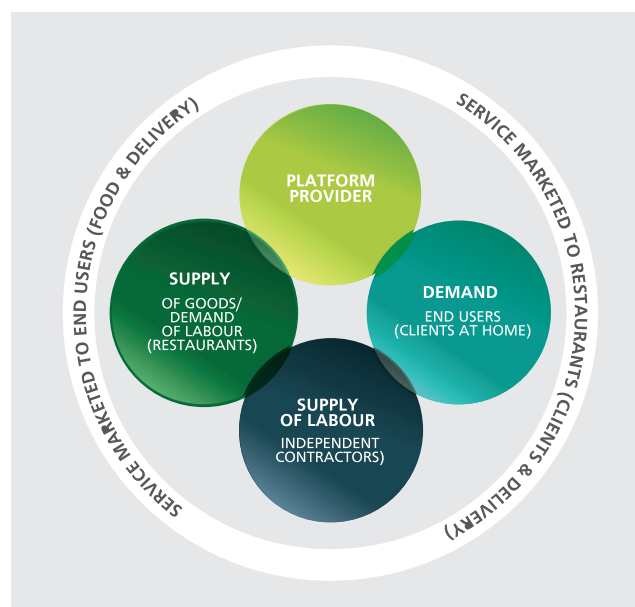 SERVICE MARKETED TO END USERS (FOOD & DELIVERY)
SERVICE MARKETED TO RESTAURANTS (CLIENTS & DELIVERY)
PLATFORM
PROVIDER
SUPPLY
OF GOODS/
DEMAND
OF LABOUR
(RESTAURANTS)
DEMAND
END USERS
(CLIENTS AT HOME)
SUPPLY
OF LABOUR
INDEPENDENT
CONTRACTORS)